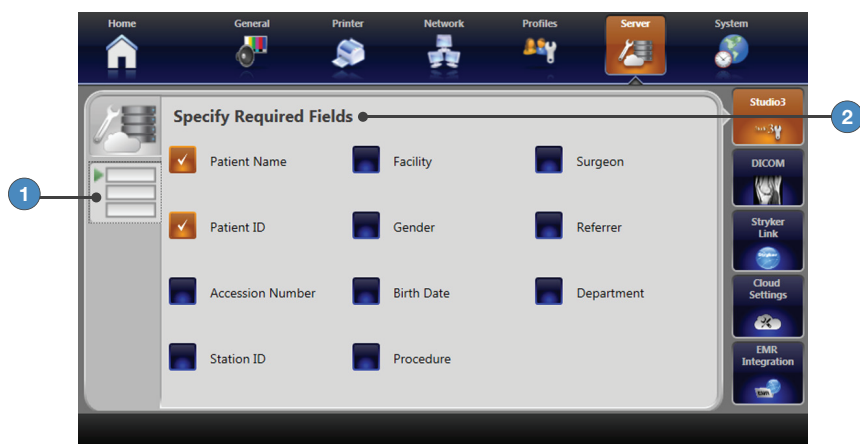 Home General Printer Network Profiles Server System
Studio3
Specify Required Fields
2
Patient Name Facility Surgeon
DICOM
1
Patient ID Gender Referrer
Stryker
Link
Accession Number Birth Date Department
Cloud
Settings
Station ID Procedure
EMR
Integration